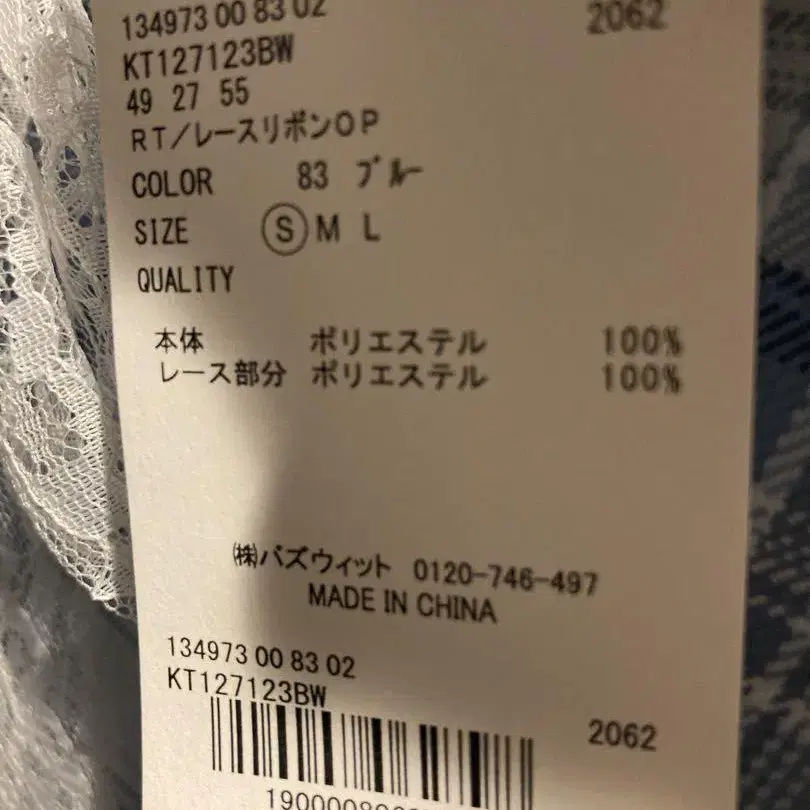 134973 00 83 02 2062
KT127123BW
49 27 55
RT/レースリボンOP
COLOR 83 ブルー
SIZE S M L
QUALITY
本体 ポリエステル 100%
レース部分 ポリエステル 100%
㈱バズウィット 0120-746-497
MADE IN CHINA
134973 00 83 02
KT127123BW
2062